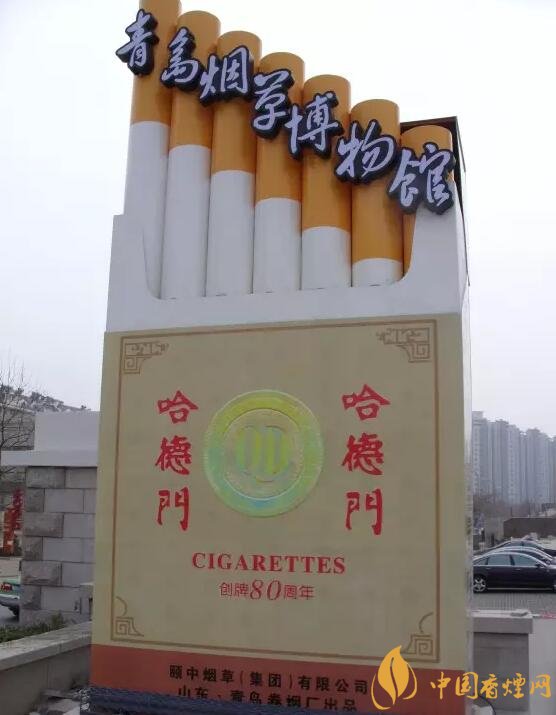 青岛烟草博物馆
哈德門
哈德門
CIGARETTES
创牌80周年
颐中烟草(集团)有限公司
山东·青岛卷烟厂出品
中国香烟网